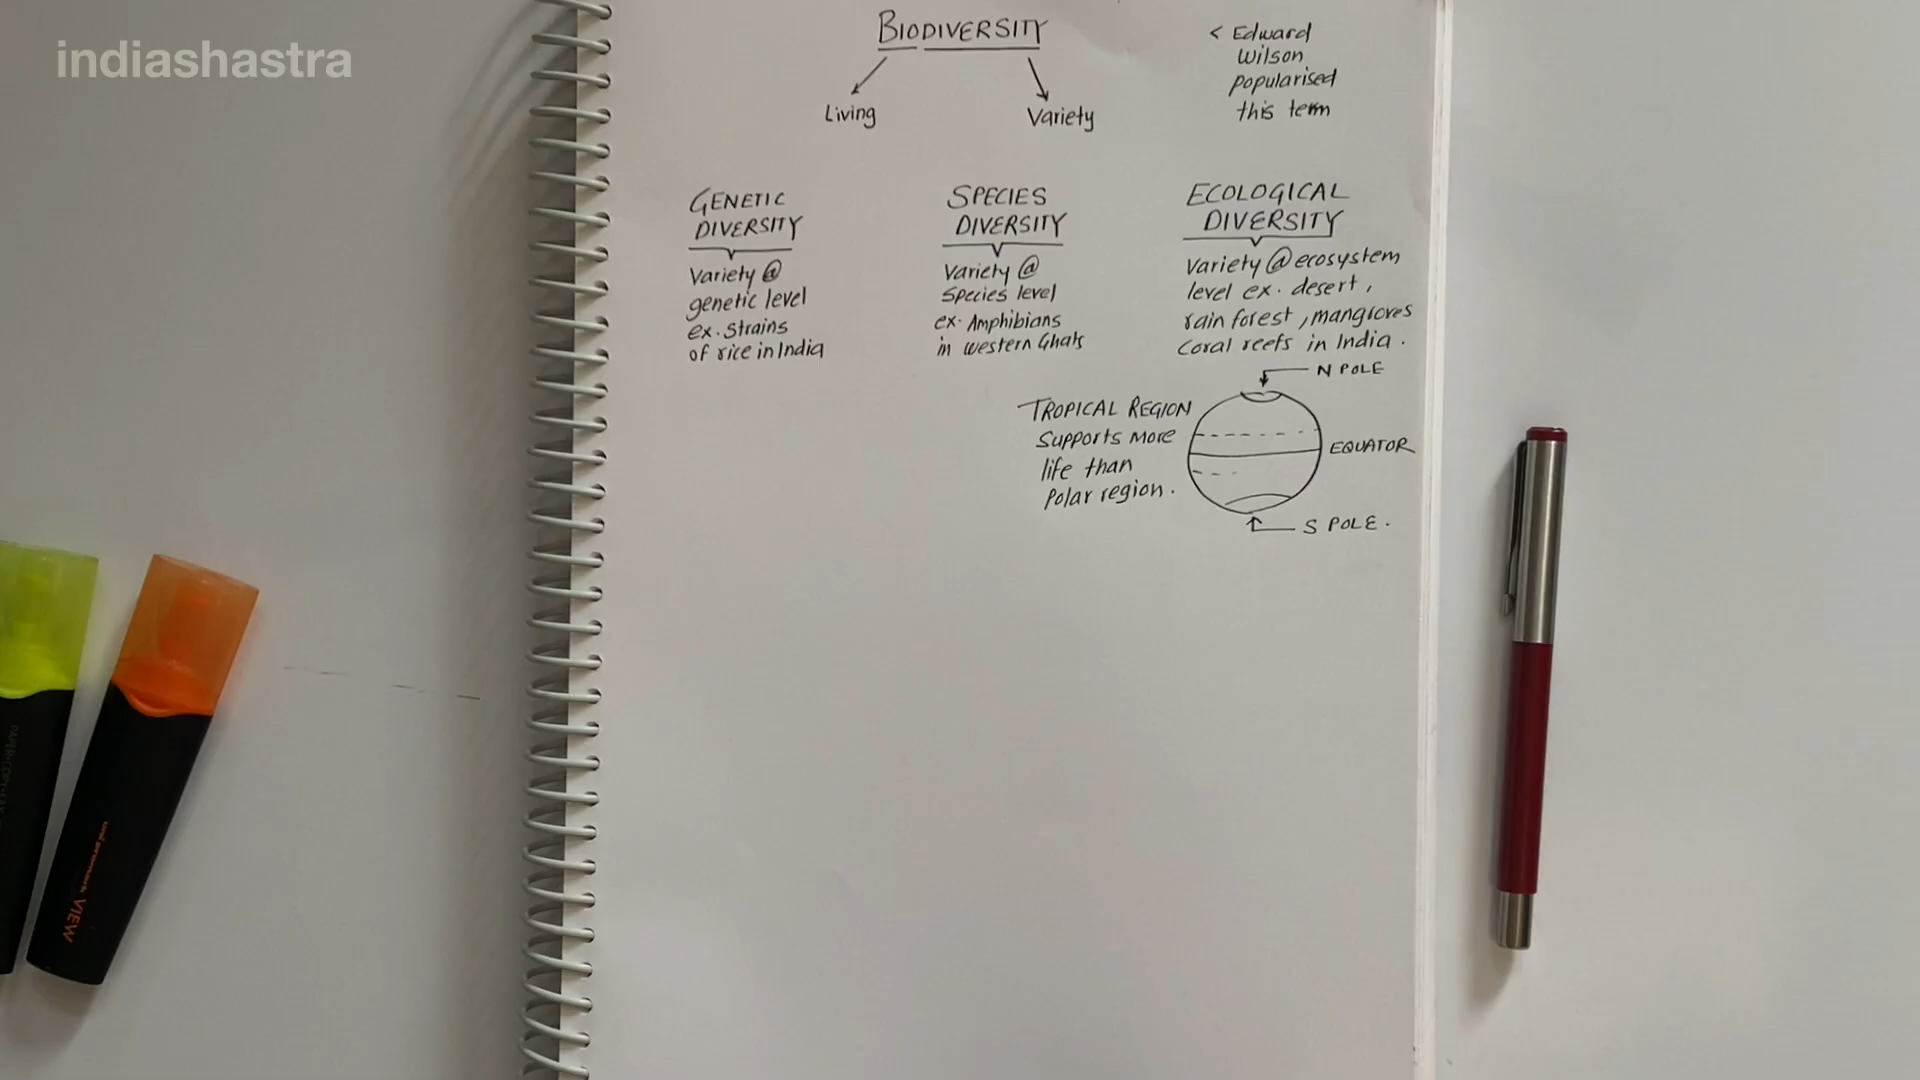 indiashastra
BIODIVERSITY
Living
Variety
< Edward
Wilson
popularised
this term
GENETIC
DIVERSITY
Variety @
genetic level
ex. strains
of rice in India
SPECIES
DIVERSITY
Variety @
Species level
ex. Amphibians
in western Ghats
ECOLOGICAL
DIVERSITY
Variety @ ecosystem
level ex. desert,
rain forest, mangroves
Coral reefs in India.
N POLE
TROPICAL REGION
Supports more
life than
Polar region.
EQUATOR
S POLE.
VIEW